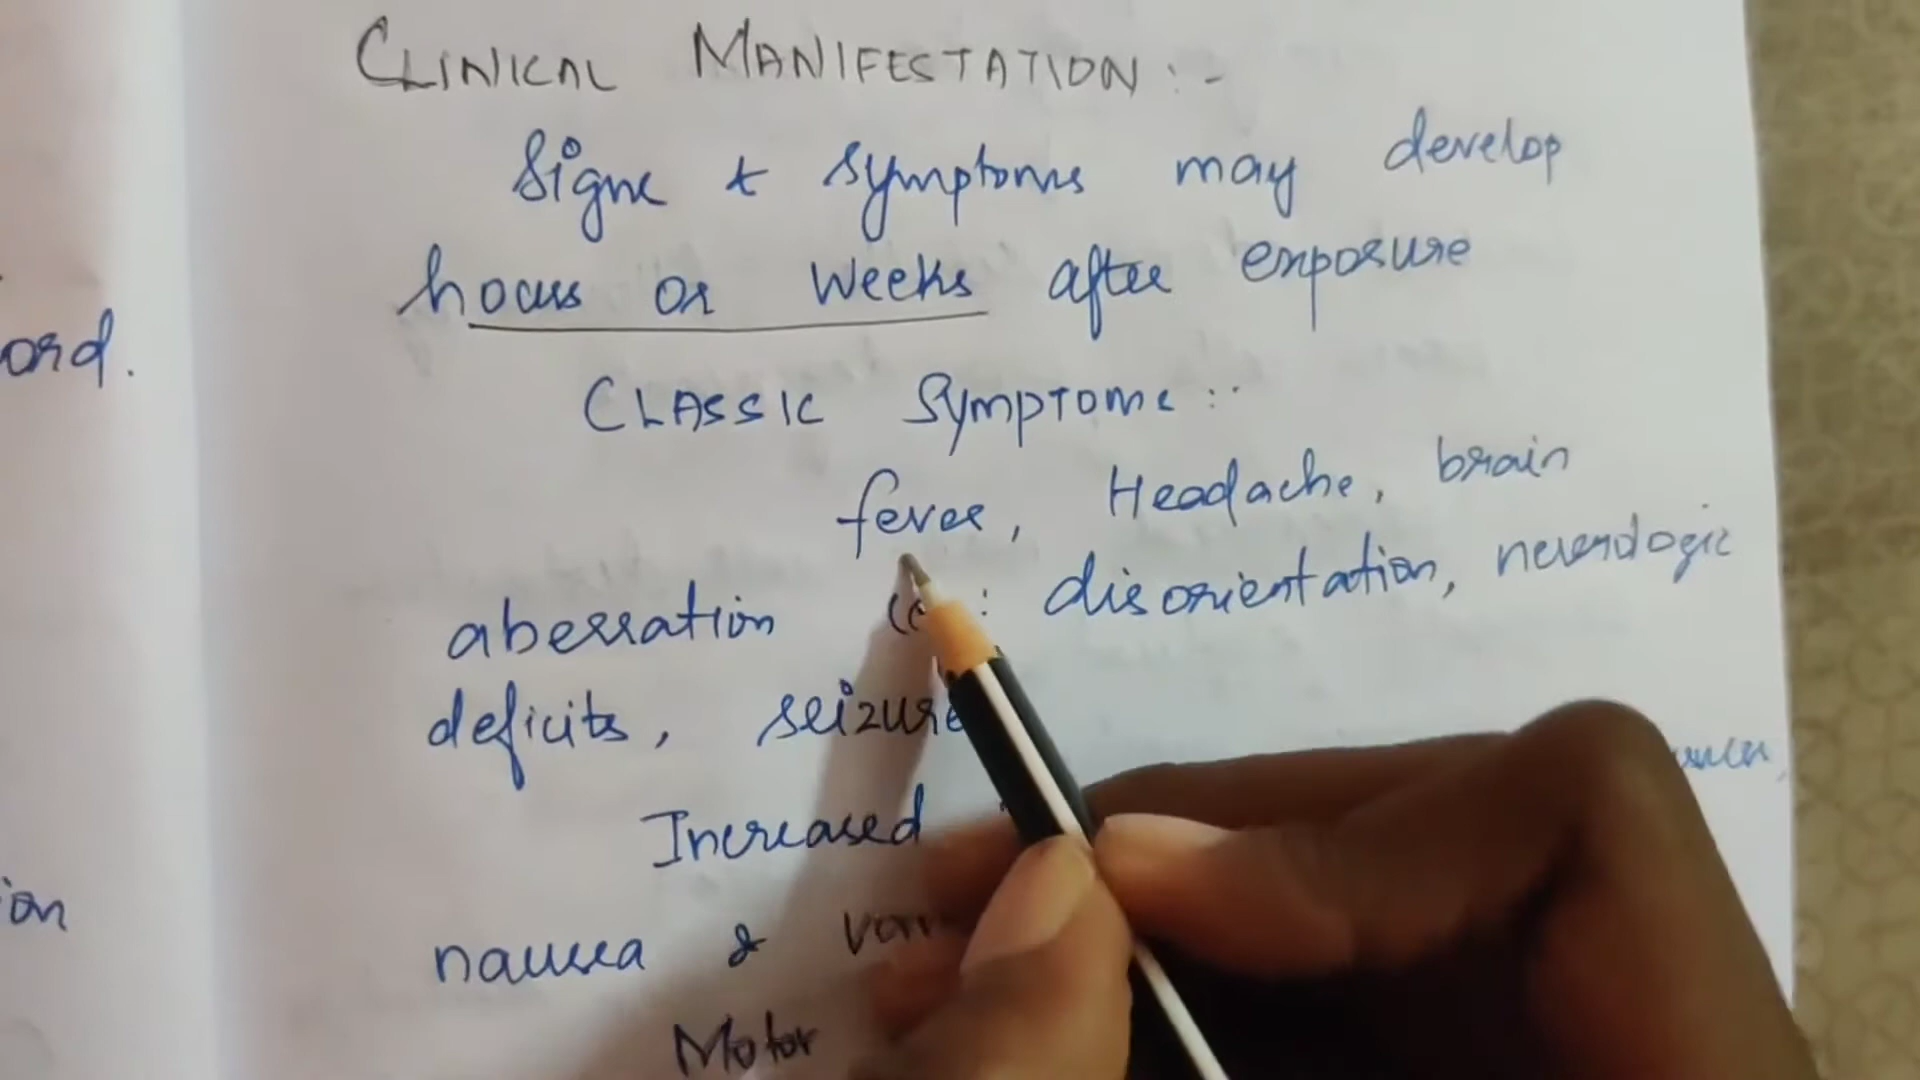 CLINICAL MANIFESTATION :-
Signs & symptoms may develop
hours or weeks after exposure
CLASSIC Symptoms :-
fever, Headache, brain
aberration : disorientation, neurologic
deficits, seizure
Increased
nausea &
Motor
ord.
ion